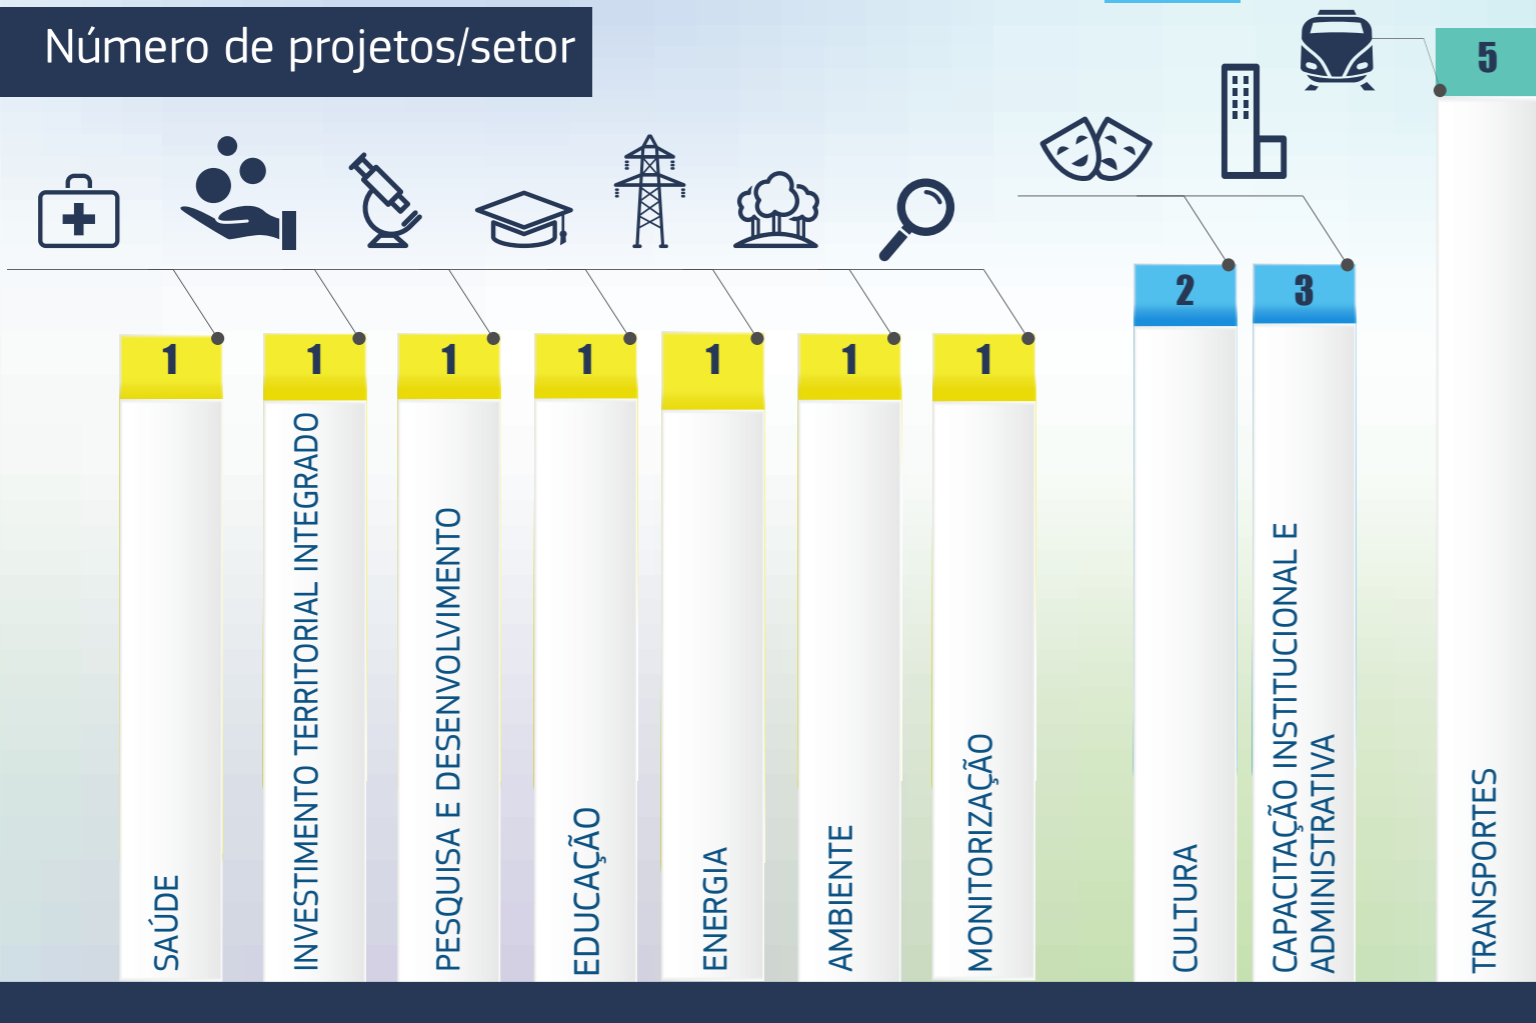 Número de projetos/setor
5
2
3
1
1
1
1
1
1
1
SAÚDE
INVESTIMENTO TERRITORIAL INTEGRADO
PESQUISA E DESENVOLVIMENTO
EDUCAÇÃO
ENERGIA
AMBIENTE
MONITORIZAÇÃO
CULTURA
CAPACITAÇÃO INSTITUCIONAL E
ADMINISTRATIVA
TRANSPORTES